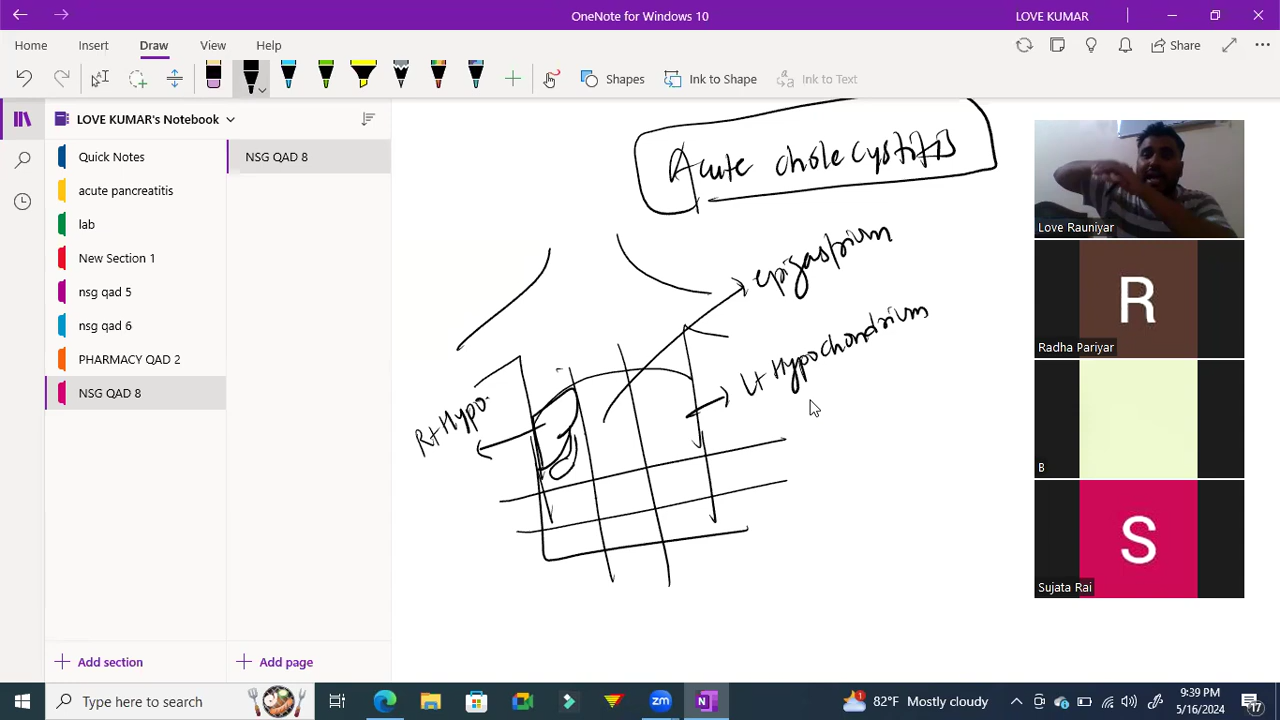 OneNote for Windows 10
LOVE KUMAR
Home
Insert
Draw
View
Help
Share
Shapes
Ink to Shape
Ink to Text
LOVE KUMAR's Notebook
Quick Notes
acute pancreatitis
lab
New Section 1
nsg qad 5
nsg qad 6
PHARMACY QAD 2
NSG QAD 8
NSG QAD 8
Acute cholecystitis
epigastrium
Lt Hypochondrium
Rt Hypo.
Love Rauniyar
R
Radha Pariyar
B
S
Sujata Rai
Add section
Add page
Type here to search
zm
N
1
82°F Mostly cloudy
9:39 PM
5/16/2024
17